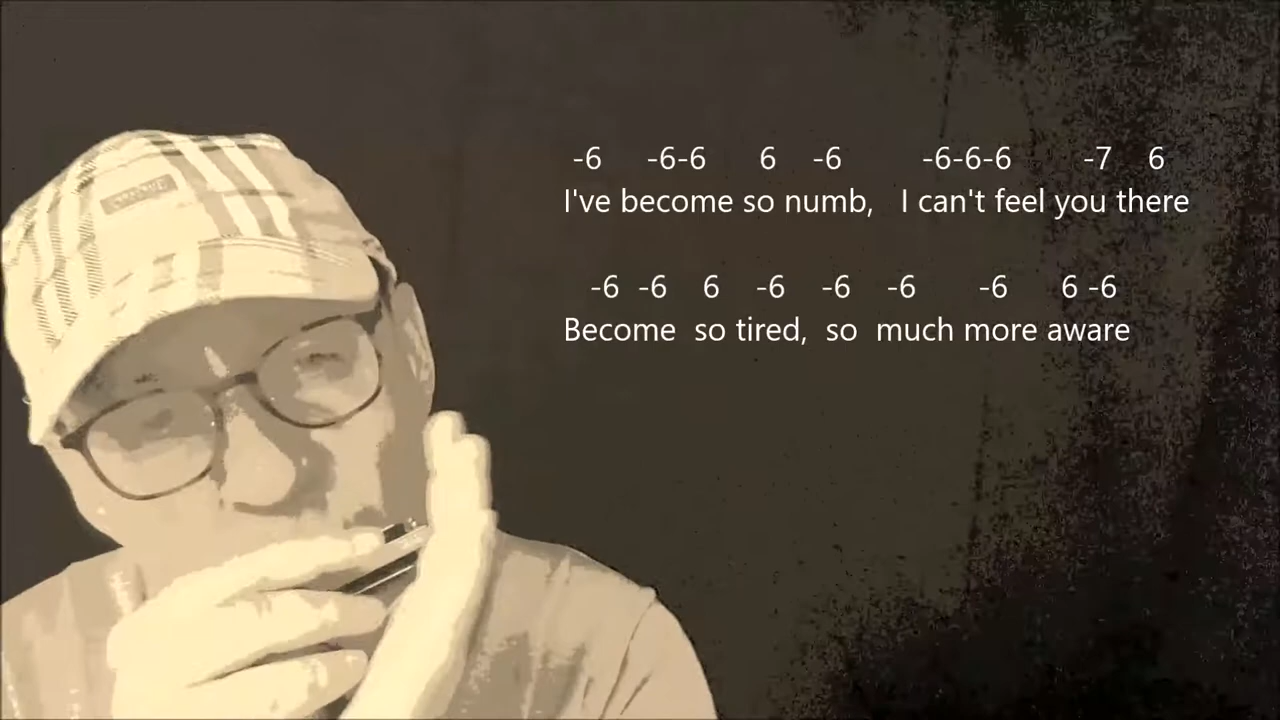 -6 -6-6 6 -6 -6-6-6 -7 6
I've become so numb, I can't feel you there
-6 -6 6 -6 -6 -6 -6 6 -6
Become so tired, so much more aware